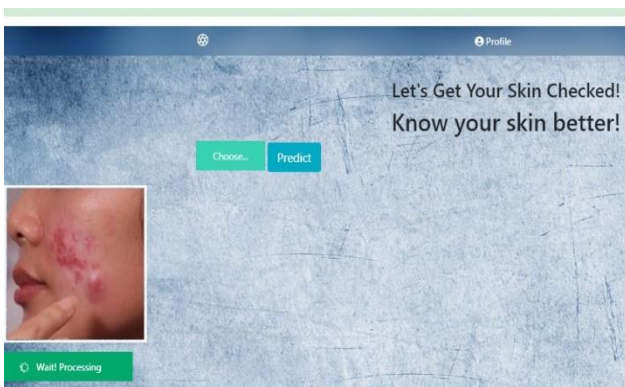 Profile
Let's Get Your Skin Checked!
Know your skin better!
Choose... Predict
Wait! Processing